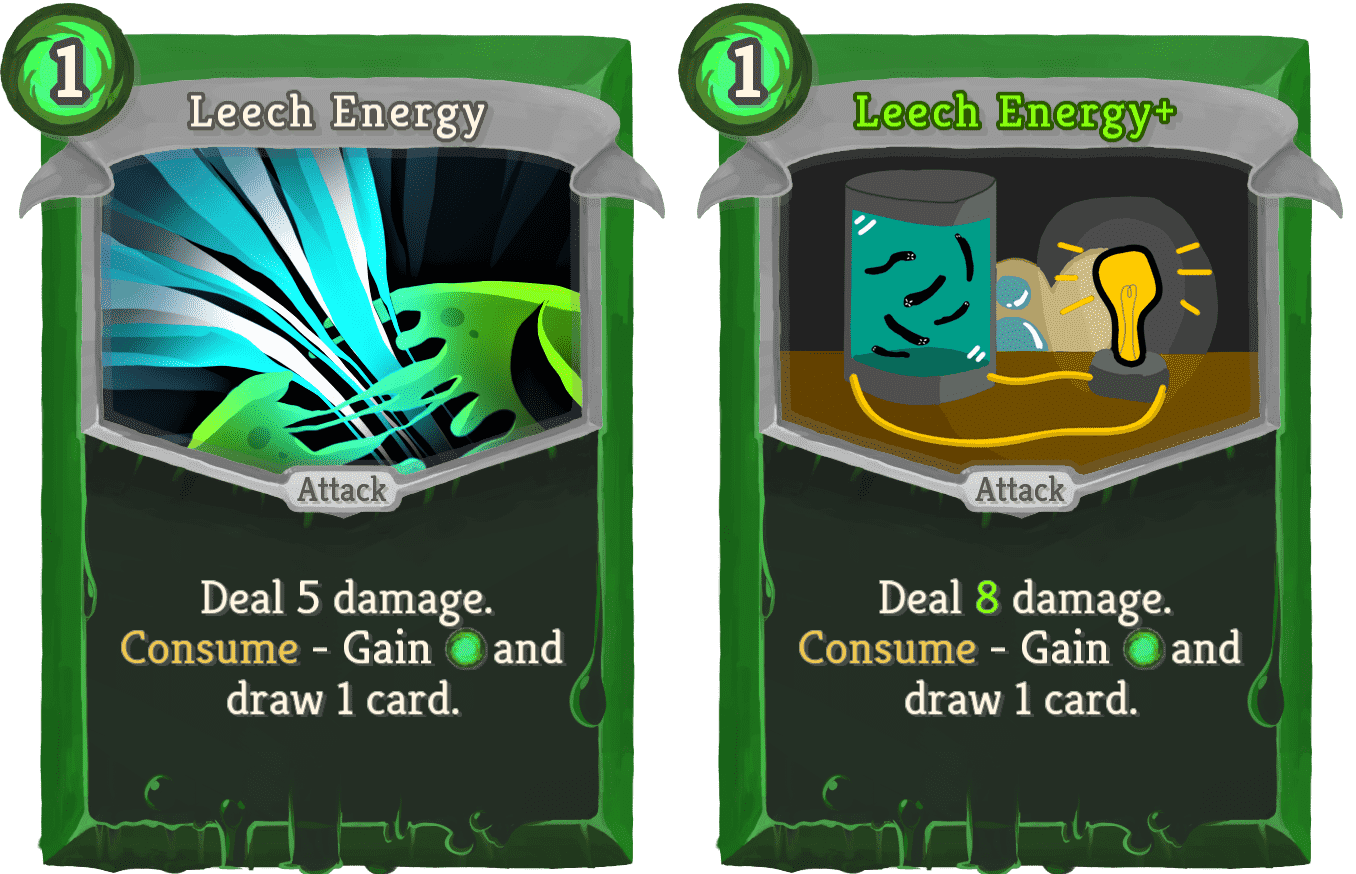 1
Leech Energy
Attack
Deal 5 damage.
Consume - Gain and
draw 1 card.
1
Leech Energy+
Attack
Deal 8 damage.
Consume - Gain and
draw 1 card.